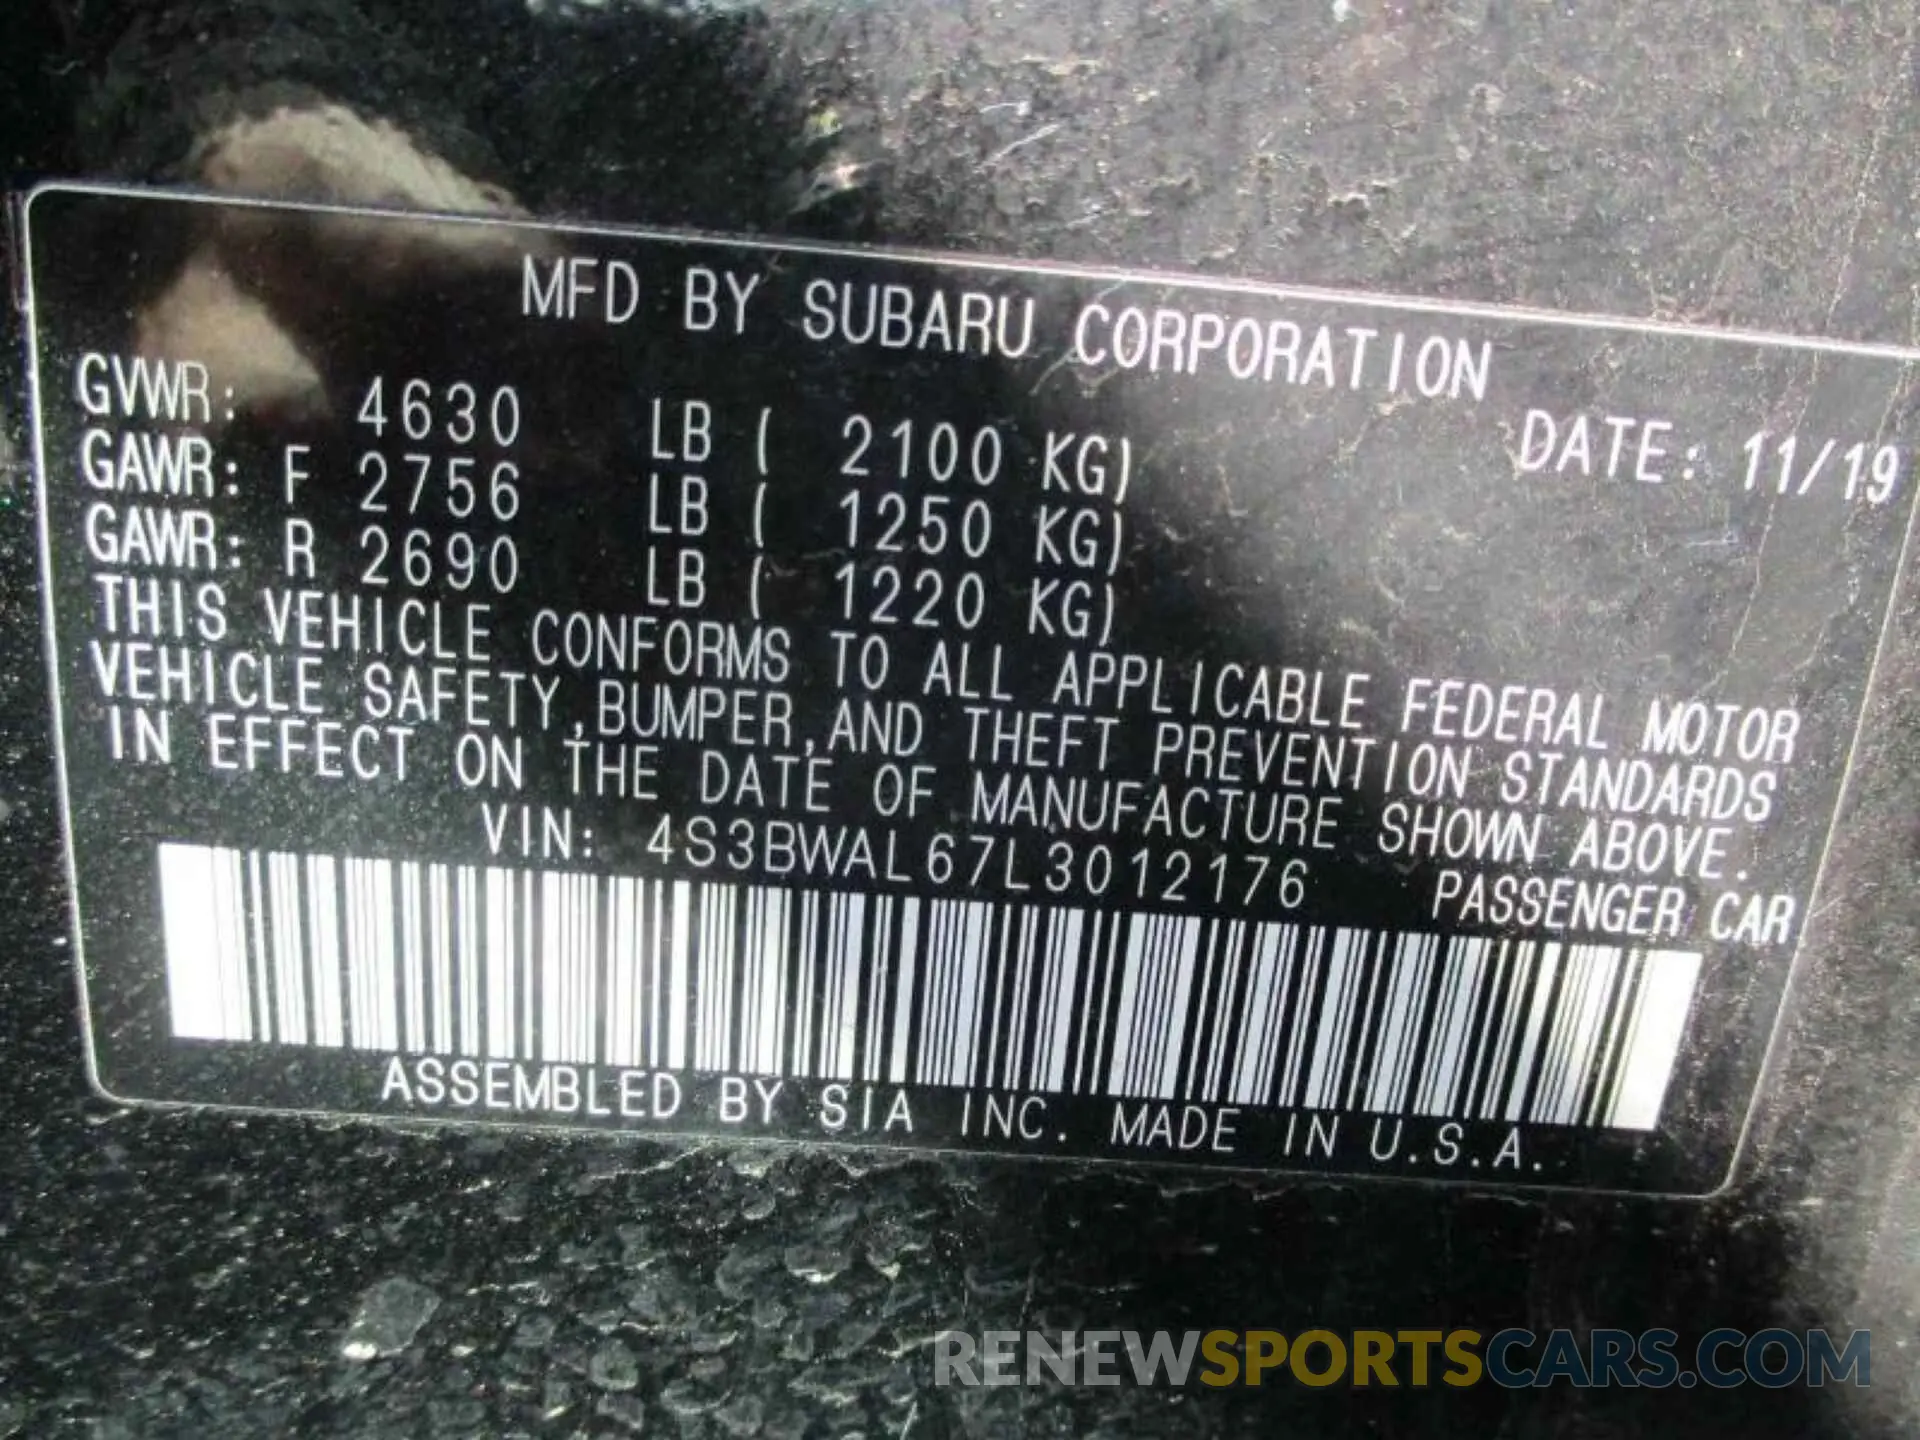 MFD BY SUBARU CORPORATION
GVWR: 4630 LB ( 2100 KG) DATE: 11/19
GAWR: F 2756 LB ( 1250 KG)
GAWR: R 2690 LB ( 1220 KG)
THIS VEHICLE CONFORMS TO ALL APPLICABLE FEDERAL MOTOR
VEHICLE SAFETY,BUMPER,AND THEFT PREVENTION STANDARDS
IN EFFECT ON THE DATE OF MANUFACTURE SHOWN ABOVE.
VIN: 4S3BWAL67L3012176 PASSENGER CAR
ASSEMBLED BY SIA INC. MADE IN U.S.A.
RENEWSPORTSCARS.COM